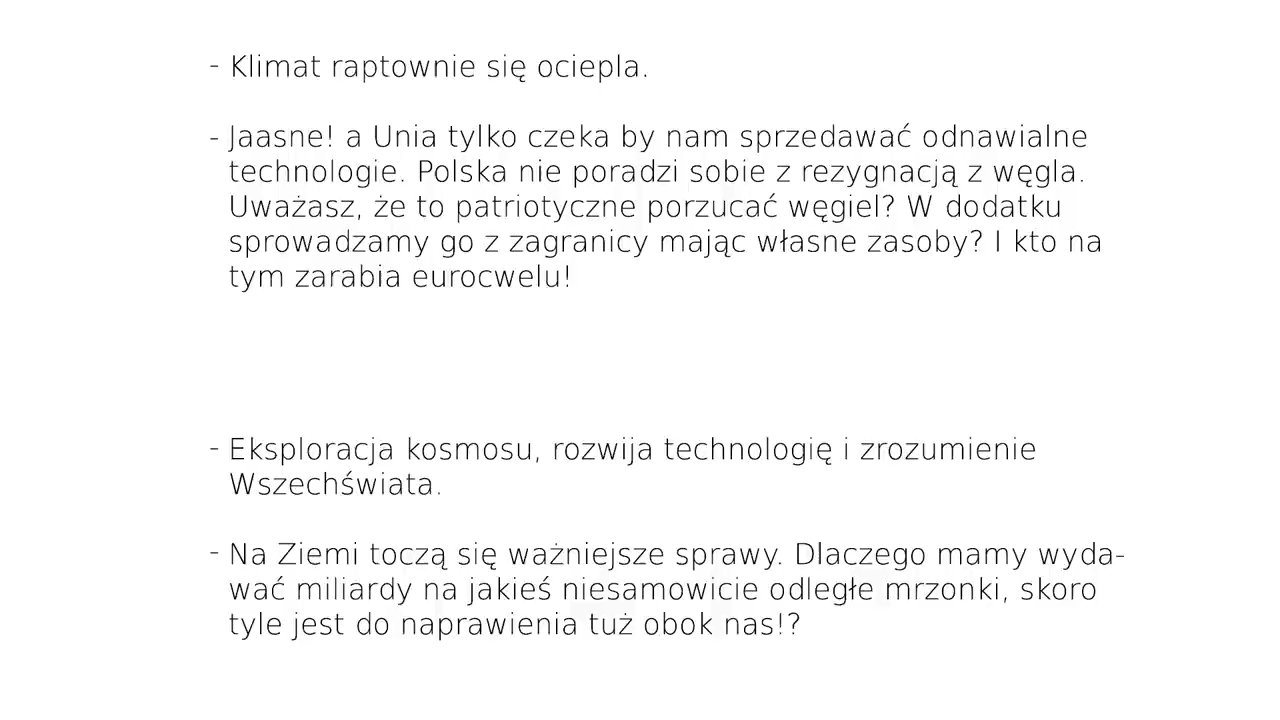 - Klimat raptownie się ociepla.
- Jaasne! a Unia tylko czeka by nam sprzedawać odnawialne
technologie. Polska nie poradzi sobie z rezygnacją z węgla.
Uważasz, że to patriotyczne porzucać węgiel? W dodatku
sprowadzamy go z zagranicy mając własne zasoby? I kto na
tym zarabia eurocwelu!
- Eksploracja kosmosu, rozwija technologię i zrozumienie
Wszechświata.
- Na Ziemi toczą się ważniejsze sprawy. Dlaczego mamy wyda-
wać miliardy na jakieś niesamowicie odległe mrzonki, skoro
tyle jest do naprawienia tuż obok nas!?